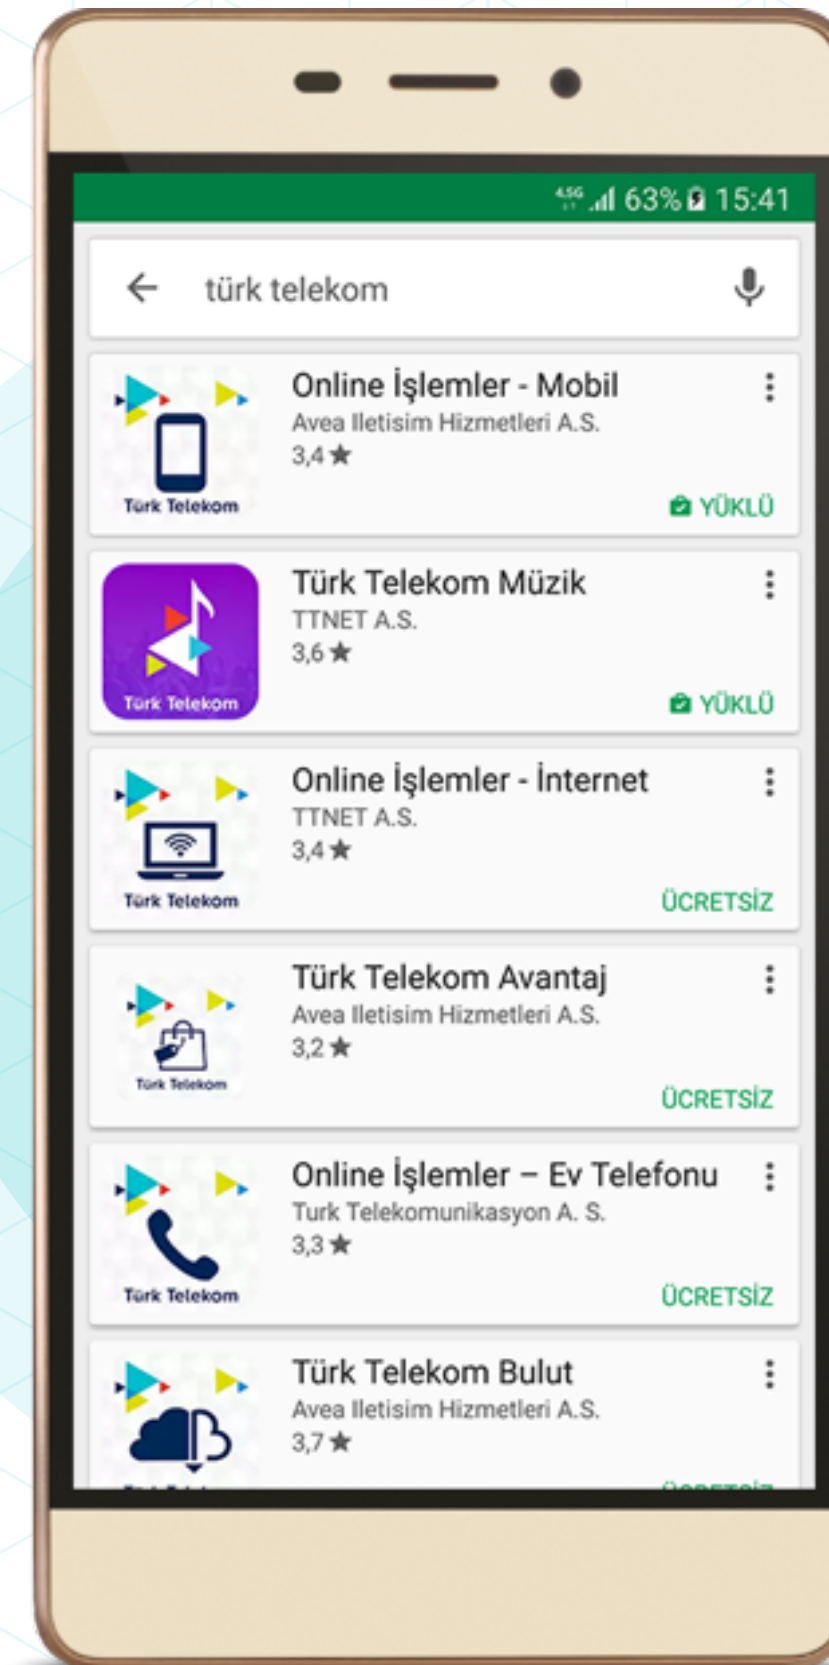 4.5G 63% 15:41
türk telekom
Online İşlemler - Mobil
Avea Iletisim Hizmetleri A.S.
3,4
Türk Telekom
YÜKLÜ
Türk Telekom Müzik
TTNET A.S.
3,6
Türk Telekom
YÜKLÜ
Online İşlemler - İnternet
TTNET A.S.
3,4
Türk Telekom
ÜCRETSİZ
Türk Telekom Avantaj
Avea Iletisim Hizmetleri A.S.
3,2
Türk Telekom
ÜCRETSİZ
Online İşlemler – Ev Telefonu
Turk Telekomunikasyon A. S.
3,3
Türk Telekom
ÜCRETSİZ
Türk Telekom Bulut
Avea Iletisim Hizmetleri A.S.
3,7